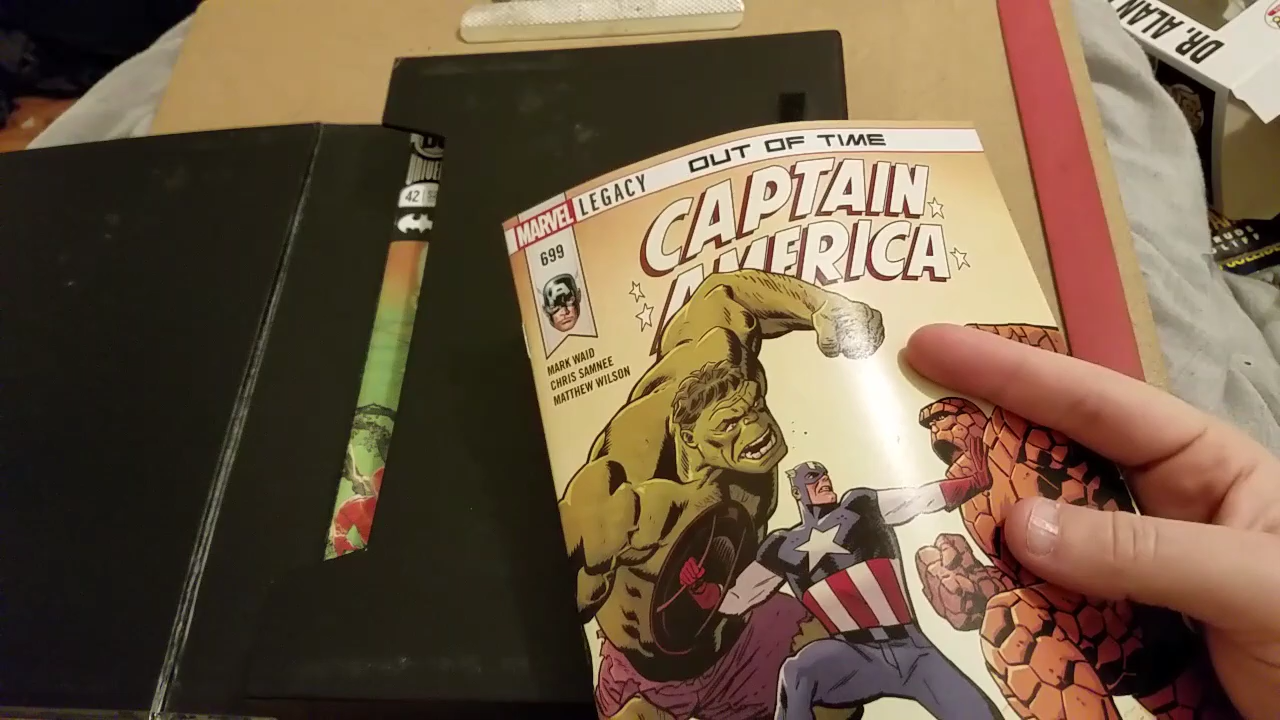 OUT OF TIME
MARVEL LEGACY
CAPTAIN
AMERICA
699
MARK WAID
CHRIS SAMNEE
MATTHEW WILSON
42
DR. ALAN